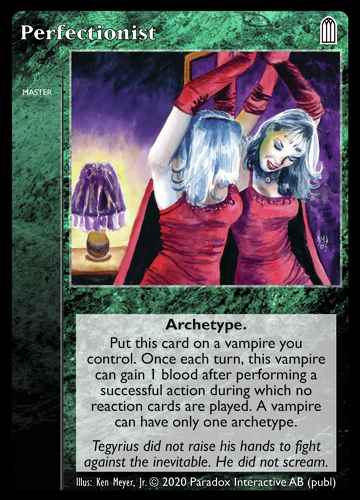 Perfectionist
MASTER
Archetype.
Put this card on a vampire you
control. Once each turn, this vampire
can gain 1 blood after performing a
successful action during which no
reaction cards are played. A vampire
can have only one archetype.
Tegyrius did not raise his hands to fight
against the inevitable. He did not scream.
Illus: Ken Meyer, Jr. © 2020 Paradox Interactive AB (publ)